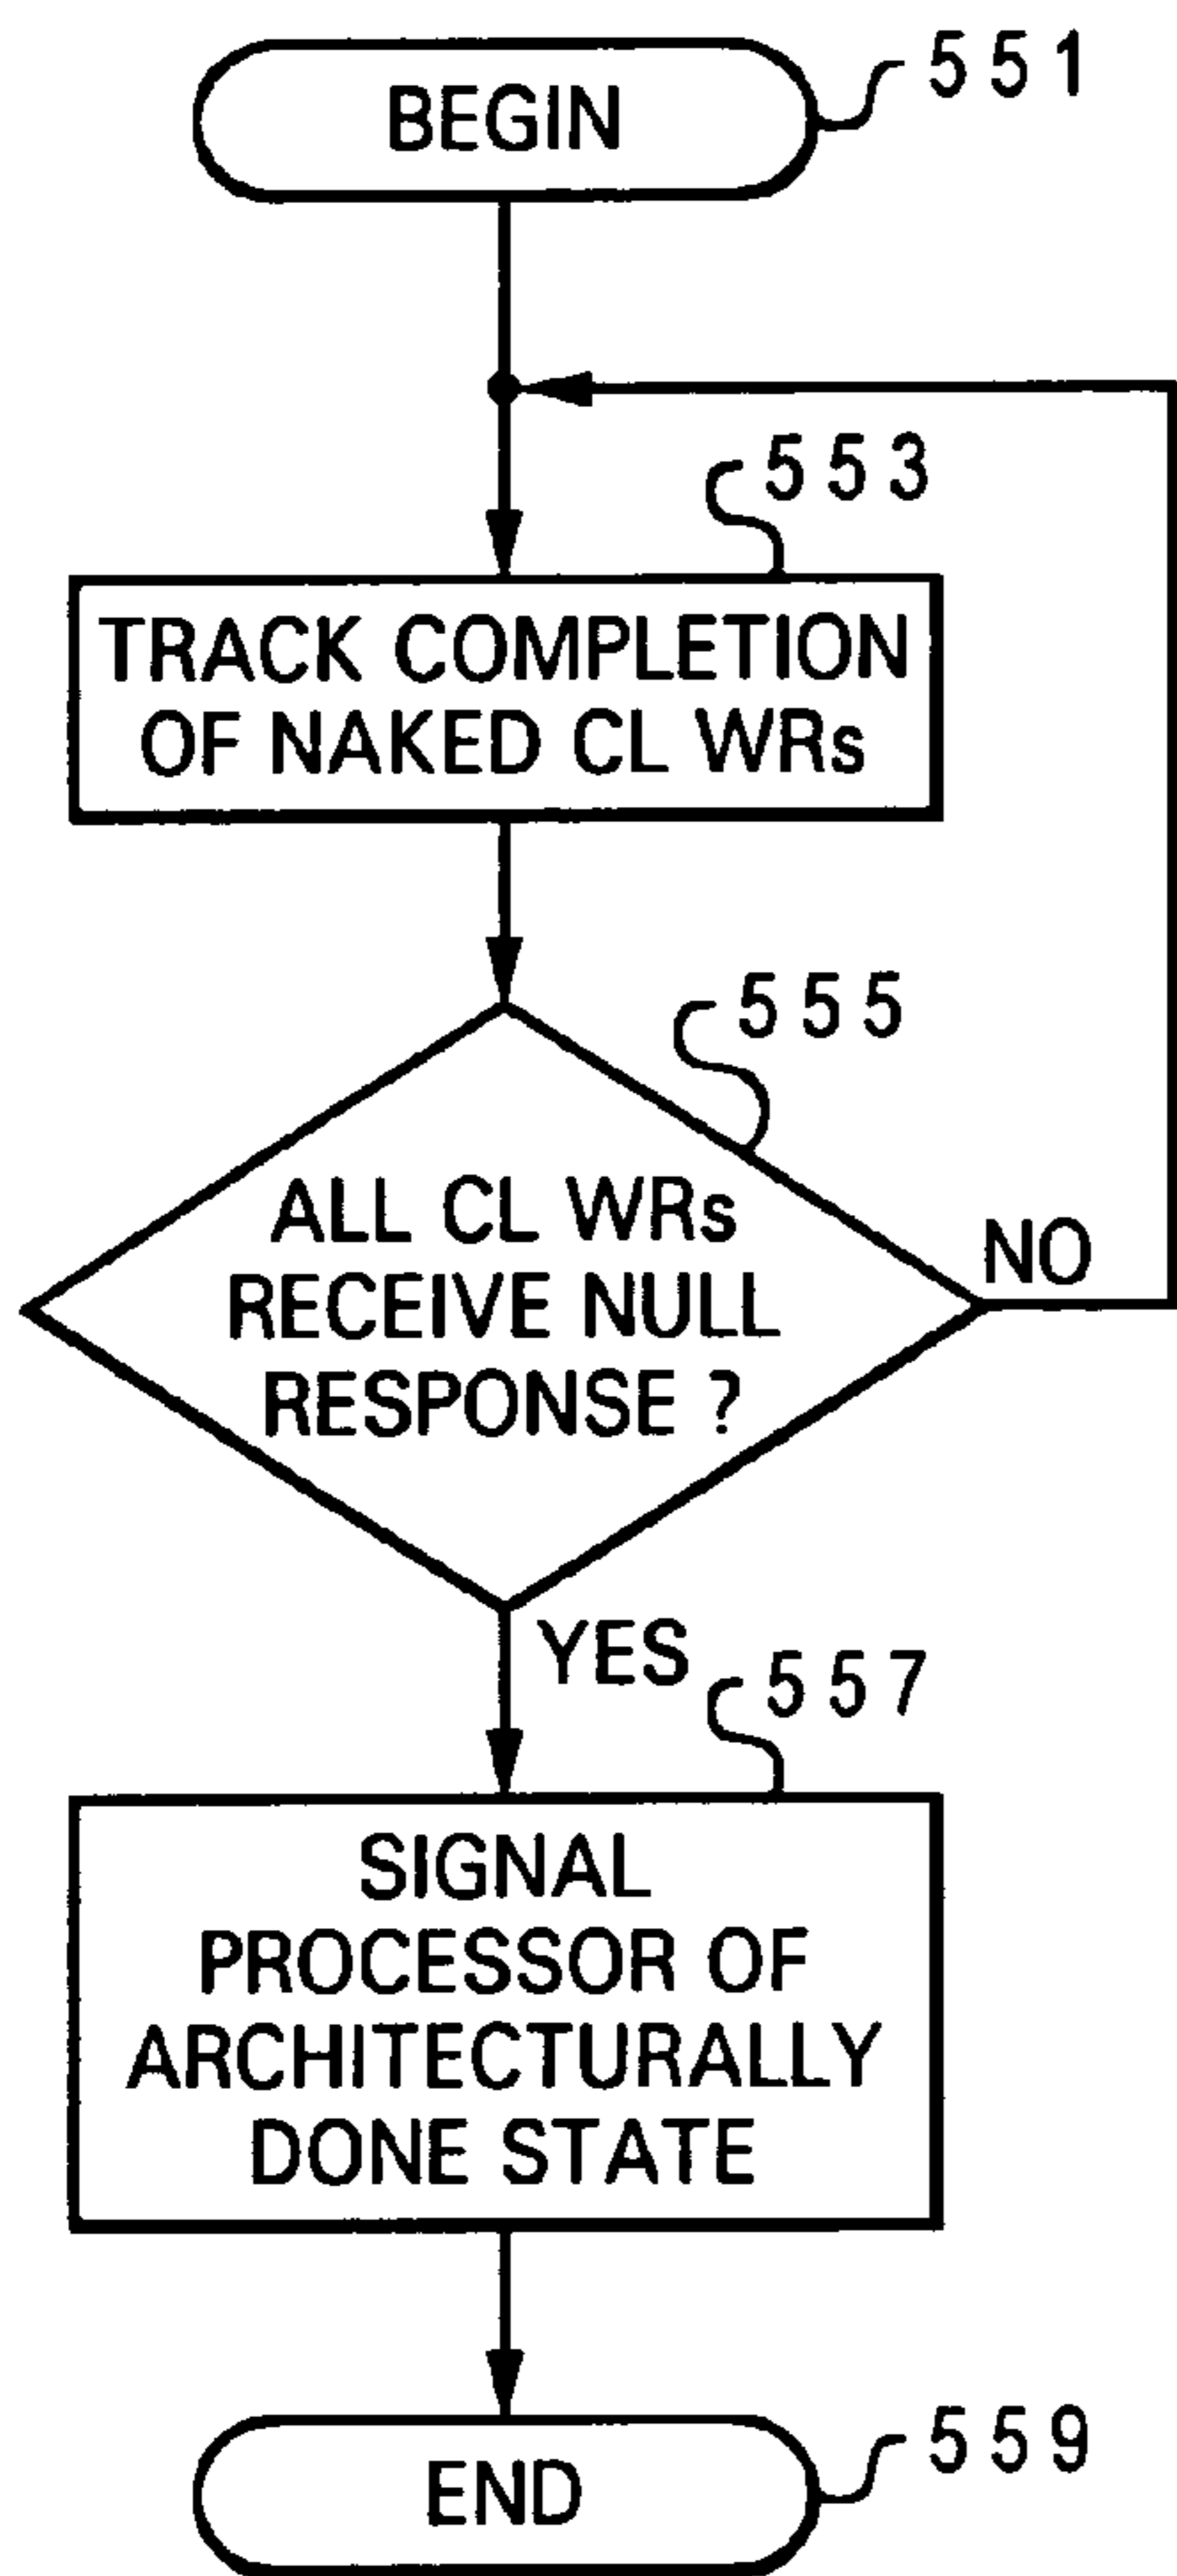 BEGIN
551
553
TRACK COMPLETION
OF NAKED CL WRs
555
ALL CL WRs
RECEIVE NULL
RESPONSE ?
NO
YES
557
SIGNAL
PROCESSOR OF
ARCHITECTURALLY
DONE STATE
END
559